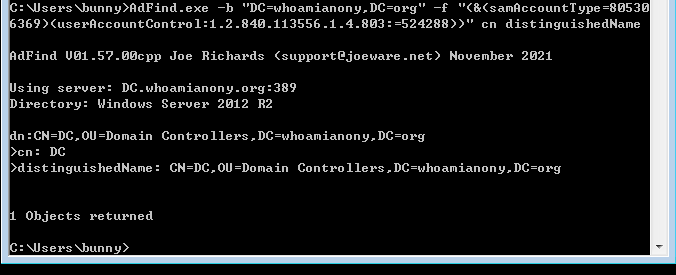 C:\Users\bunny>AdFind.exe -b "DC=whoamianony,DC=org" -f "(&(samAccountType=80530
6369)(userAccountControl:1.2.840.113556.1.4.803:=524288))" cn distinguishedName
AdFind V01.57.00cpp Joe Richards (support@joeware.net) November 2021
Using server: DC.whoamianony.org:389
Directory: Windows Server 2012 R2
dn:CN=DC,OU=Domain Controllers,DC=whoamianony,DC=org
>cn: DC
>distinguishedName: CN=DC,OU=Domain Controllers,DC=whoamianony,DC=org
1 Objects returned
C:\Users\bunny>